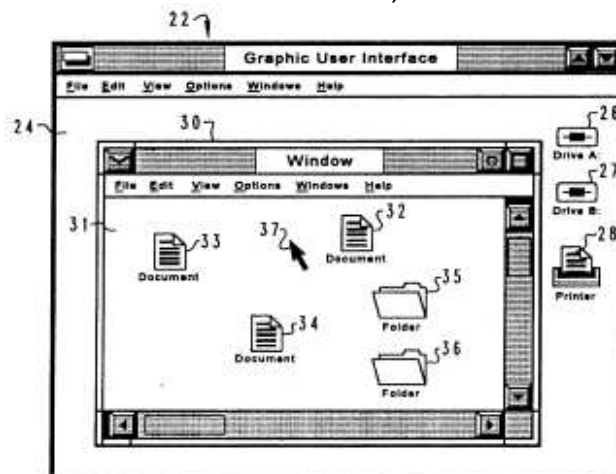 22
Graphic User Interface
File Edit View Options Windows Help
24
30
26
Drive A:
Window
27
File Edit View Options Windows Help
Drive B:
31
33
37
32
28
Document
Document
Printer
35
Folder
34
Document
36
Folder